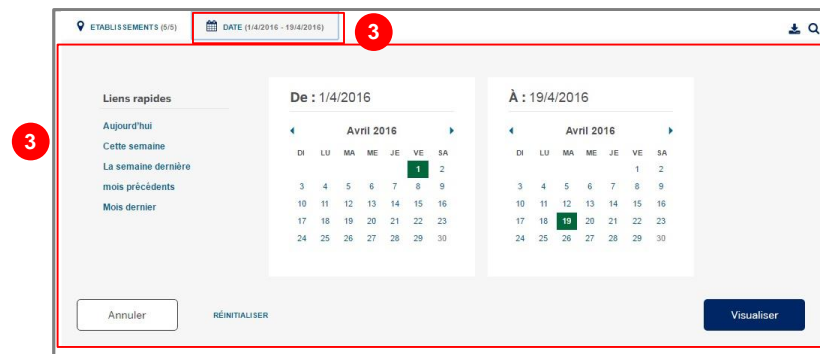 ETABLISSEMENTS (5/5) DATE (1/4/2016 - 19/4/2016) 3
3
Liens rapides
Aujourd'hui
Cette semaine
La semaine dernière
mois précédents
Mois dernier
De : 1/4/2016
Avril 2016
DI LU MA ME JE VE SA
1 2
3 4 5 6 7 8 9
10 11 12 13 14 15 16
17 18 19 20 21 22 23
24 25 26 27 28 29 30
À : 19/4/2016
Avril 2016
DI LU MA ME JE VE SA
1 2
3 4 5 6 7 8 9
10 11 12 13 14 15 16
17 18 19 20 21 22 23
24 25 26 27 28 29 30
Annuler RÉINITIALISER Visualiser